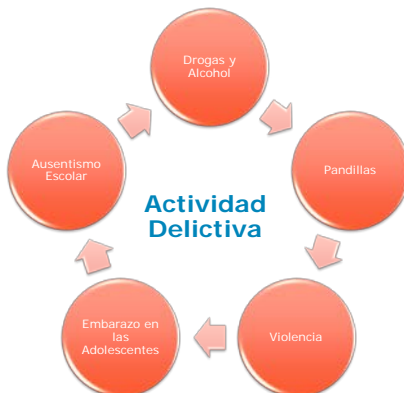 Drogas y
Alcohol
Pandillas
Violencia
Embarazo en
las
Adolescentes
Ausentismo
Escolar
Actividad
Delictiva